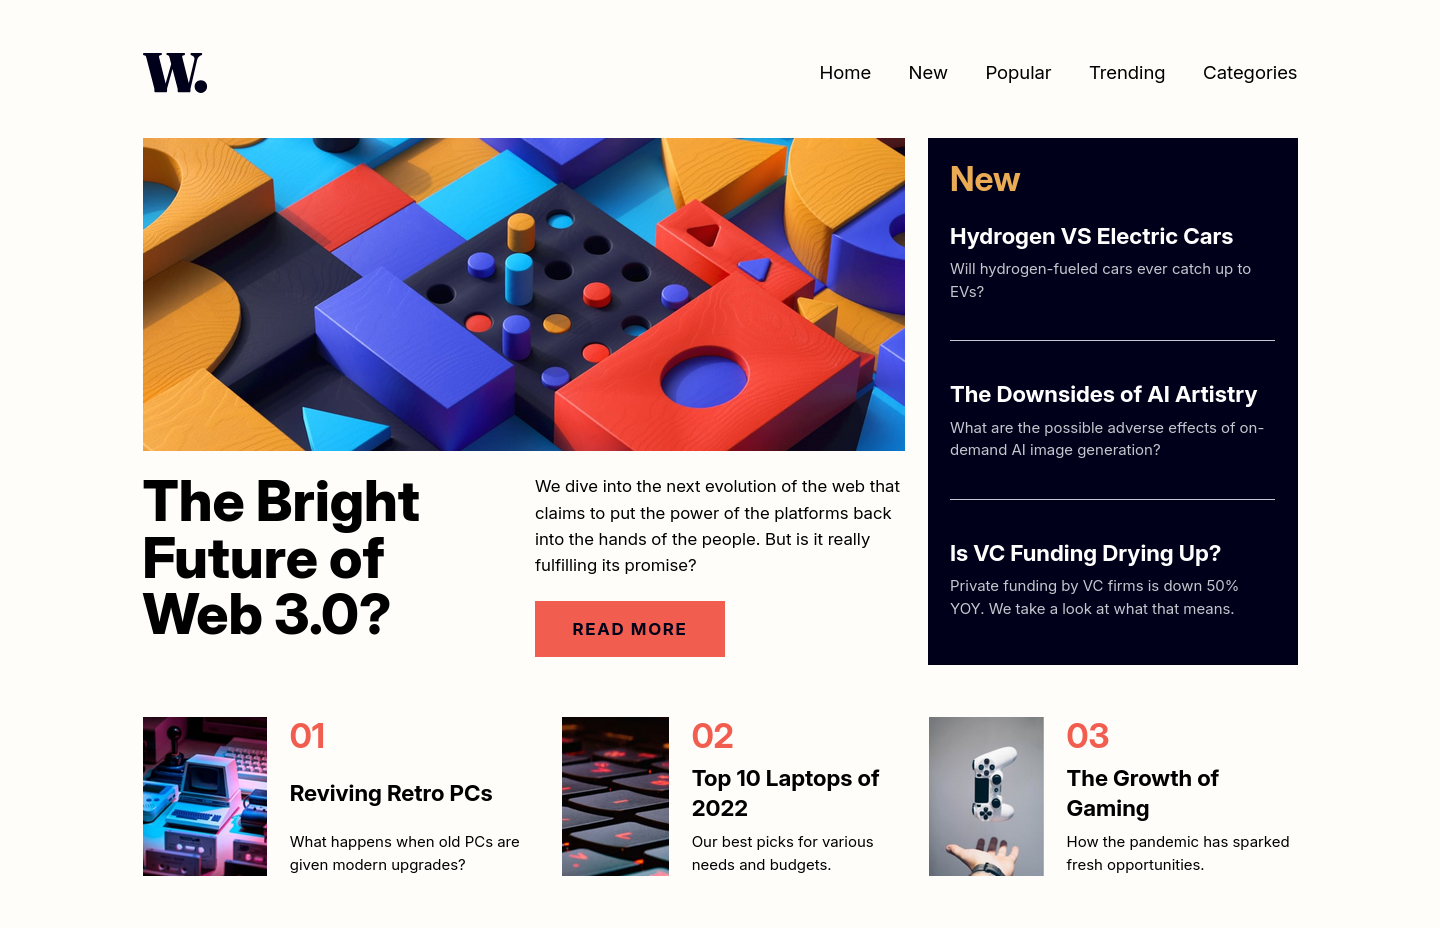 W.
Home
New
Popular
Trending
Categories
The Bright
Future of
Web 3.0?
We dive into the next evolution of the web that
claims to put the power of the platforms back
into the hands of the people. But is it really
fulfilling its promise?
READ MORE
New
Hydrogen VS Electric Cars
Will hydrogen-fueled cars ever catch up to
EVs?
The Downsides of AI Artistry
What are the possible adverse effects of on-
demand AI image generation?
Is VC Funding Drying Up?
Private funding by VC firms is down 50%
YOY. We take a look at what that means.
01
Reviving Retro PCs
What happens when old PCs are
given modern upgrades?
02
Top 10 Laptops of
2022
Our best picks for various
needs and budgets.
03
The Growth of
Gaming
How the pandemic has sparked
fresh opportunities.